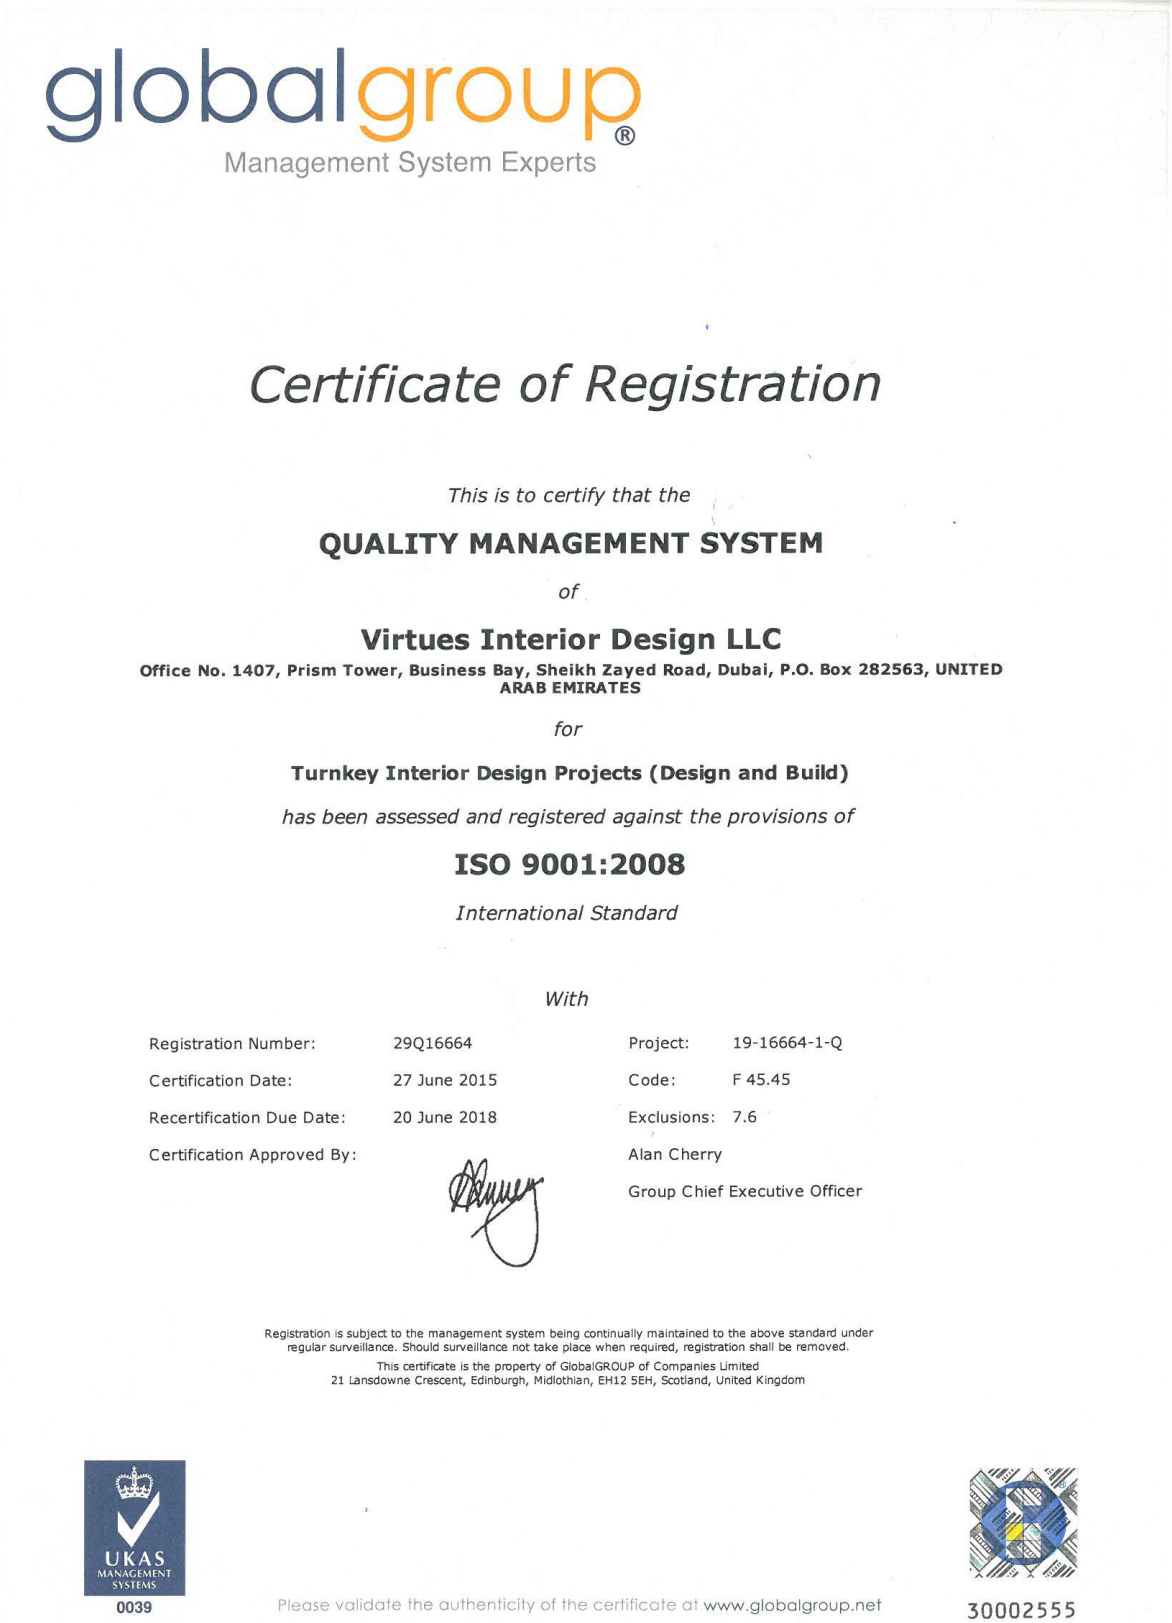 globalgroup®
Management System Experts
Certificate of Registration
This is to certify that the
QUALITY MANAGEMENT SYSTEM
of
Virtues Interior Design LLC
Office No. 1407, Prism Tower, Business Bay, Sheikh Zayed Road, Dubai, P.O. Box 282563, UNITED
ARAB EMIRATES
for
Turnkey Interior Design Projects (Design and Build)
has been assessed and registered against the provisions of
ISO 9001:2008
International Standard
With
Registration Number: 29Q16664 Project: 19-16664-1-Q
Certification Date: 27 June 2015 Code: F 45.45
Recertification Due Date: 20 June 2018 Exclusions: 7.6
Certification Approved By: Alan Cherry
Group Chief Executive Officer
Registration is subject to the management system being continually maintained to the above standard under
regular surveillance. Should surveillance not take place when required, registration shall be removed.
This certificate is the property of GlobalGROUP of Companies Limited
21 Lansdowne Crescent, Edinburgh, Midlothian, EH12 5EH, Scotland, United Kingdom
UKAS
MANAGEMENT
SYSTEMS
0039
Please validate the authenticity of the certificate at www.globalgroup.net
30002555